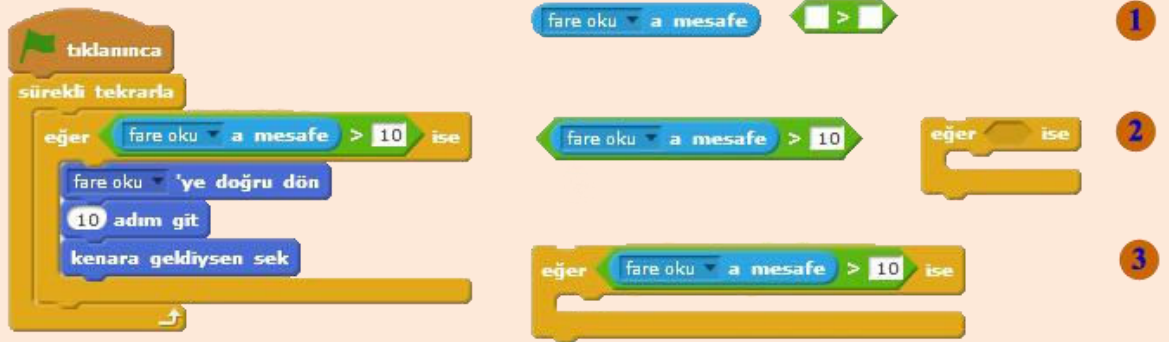 tıklanınca
sürekli tekrarla
eğer fare oku a mesafe > 10 ise
fare oku 'ye doğru dön
10 adım git
kenara geldiysen sek
fare oku a mesafe > 1
fare oku a mesafe > 10 eğer ise 2
eğer fare oku a mesafe > 10 ise 3